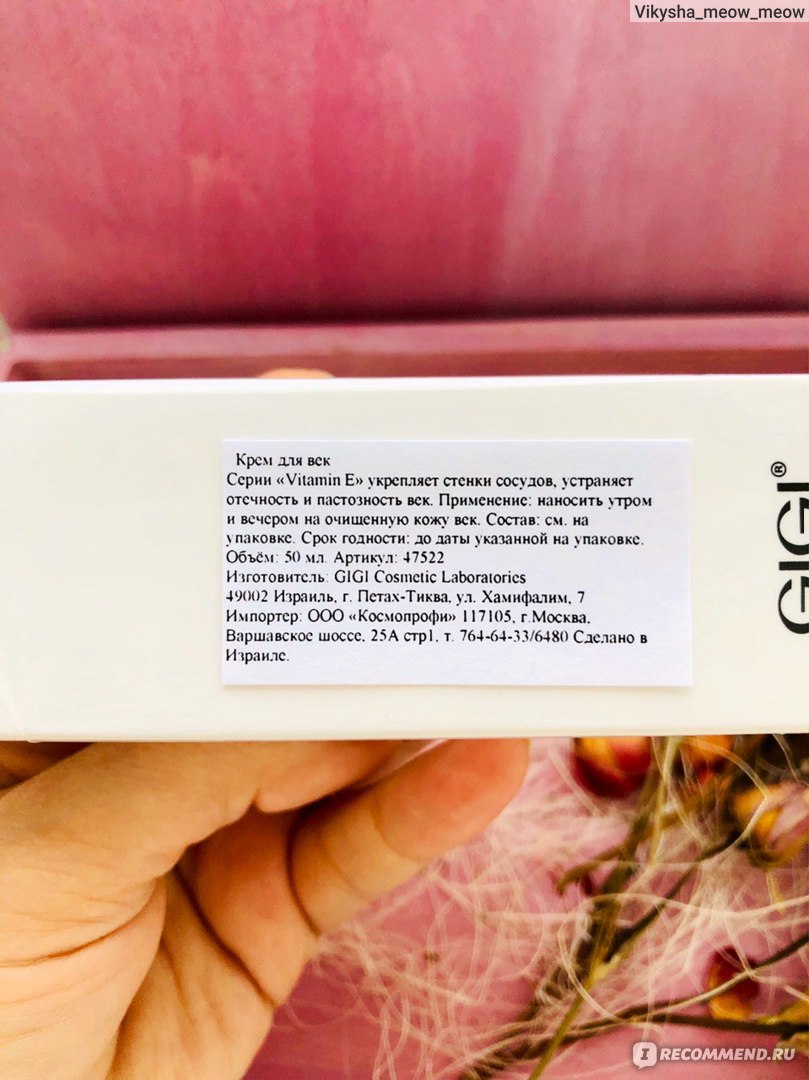 Vikysha_meow_meow
Крем для век
Серии «Vitamin E» укрепляет стенки сосудов, устраняет
отечность и пастозность век. Применение: наносить утром
и вечером на очищенную кожу век. Состав: см. на
упаковке. Срок годности: до даты указанной на упаковке.
Объём: 50 мл. Артикул: 47522
Изготовитель: GIGI Cosmetic Laboratories
49002 Израиль, г. Петах-Тиква, ул. Хамифалим, 7
Импортер: ООО «Космопрофи» 117105, г.Москва,
Варшавское шоссе, 25А стр1, т. 764-64-33/6480 Сделано в
Израиле.
GIGI®
IRECOMMEND.RU